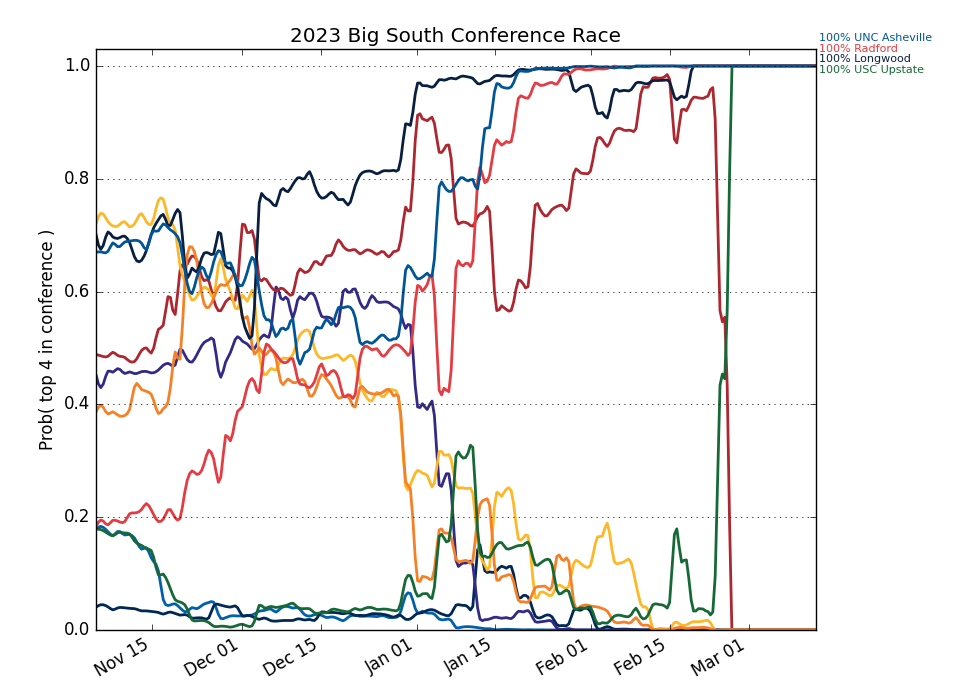 2023 Big South Conference Race
100% UNC Asheville
100% Radford
100% Longwood
100% USC Upstate
Prob( top 4 in conference )
1.0
0.8
0.6
0.4
0.2
0.0
Nov 15
Dec 01
Dec 15
Jan 01
Jan 15
Feb 01
Feb 15
Mar 01